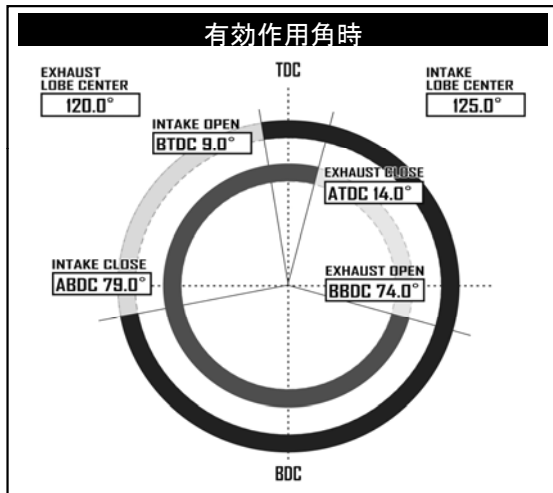 有効作用角時
EXHAUST
LOBE CENTER
120.0°
TDC
INTAKE
LOBE CENTER
125.0°
INTAKE OPEN
BTDC 9.0°
EXHAUST CLOSE
ATDC 14.0°
INTAKE CLOSE
ABDC 79.0°
EXHAUST OPEN
BBDC 74.0°
BDC